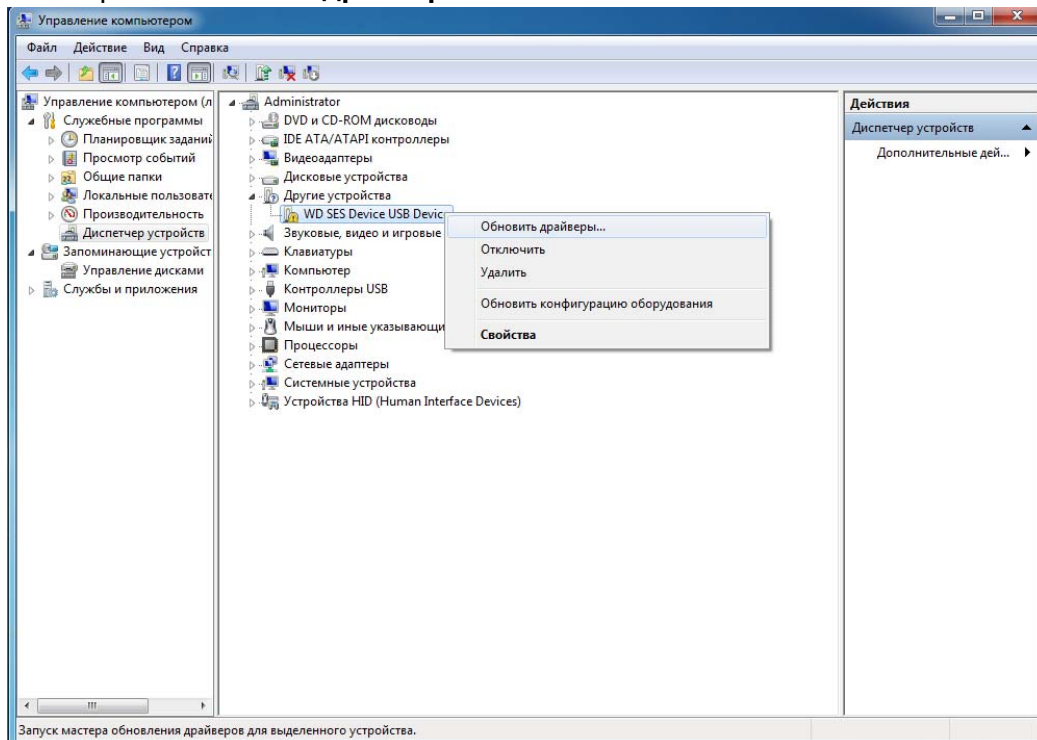 Управление компьютером
Файл Действие Вид Справка
Управление компьютером (л
Служебные программы
Планировщик заданий
Просмотр событий
Общие папки
Локальные пользовате
Производительность
Диспетчер устройств
Запоминающие устройст
Управление дисками
Службы и приложения
Administrator
DVD и CD-ROM дисководы
IDE ATA/ATAPI контроллеры
Видеоадаптеры
Дисковые устройства
Другие устройства
WD SES Device USB Devic
Звуковые, видео и игровые
Клавиатуры
Компьютер
Контроллеры USB
Мониторы
Мыши и иные указывающи
Процессоры
Сетевые адаптеры
Системные устройства
Устройства HID (Human Interface Devices)
Обновить драйверы...
Отключить
Удалить
Обновить конфигурацию оборудования
Свойства
Действия
Диспетчер устройств
Дополнительные дей...
Запуск мастера обновления драйверов для выделенного устройства.